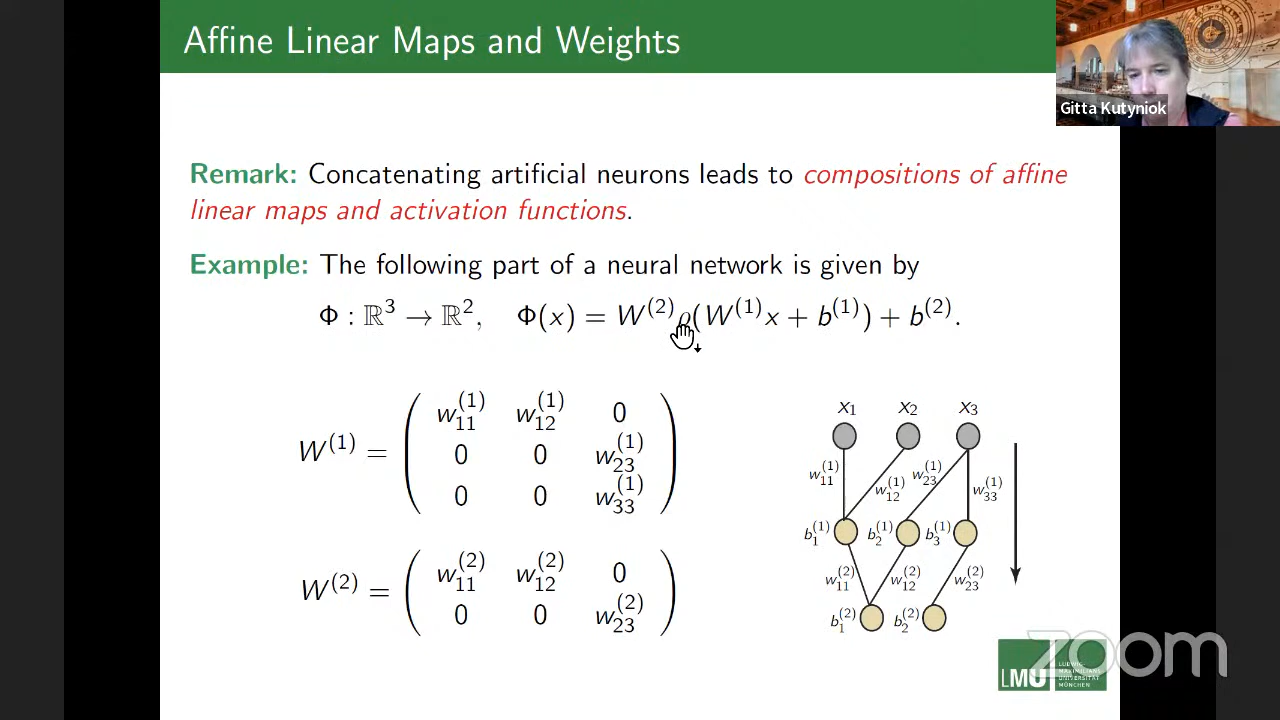 Affine Linear Maps and Weights
Gitta Kutyniok
Remark: Concatenating artificial neurons leads to compositions of affine
linear maps and activation functions.
Example: The following part of a neural network is given by
Φ : ℝ³ → ℝ², Φ(x) = W⁽²⁾ρ(W⁽¹⁾x + b⁽¹⁾) + b⁽²⁾.
W⁽¹⁾ =
w₁₁⁽¹⁾ w₁₂⁽¹⁾ 0
0 0 w₂₃⁽¹⁾
0 0 w₃₃⁽¹⁾
W⁽²⁾ =
w₁₁⁽²⁾ w₁₂⁽²⁾ 0
0 0 w₂₃⁽²⁾
x₁ x₂ x₃
w₁₁⁽¹⁾ w₁₂⁽¹⁾ w₂₃⁽¹⁾ w₃₃⁽¹⁾
b₁⁽¹⁾ b₂⁽¹⁾ b₃⁽¹⁾
w₁₁⁽²⁾ w₁₂⁽²⁾ w₂₃⁽²⁾
b₁⁽²⁾ b₂⁽²⁾
LMU
LUDWIG-
MAXIMILIANS
UNIVERSITÄT
MÜNCHEN
zoom